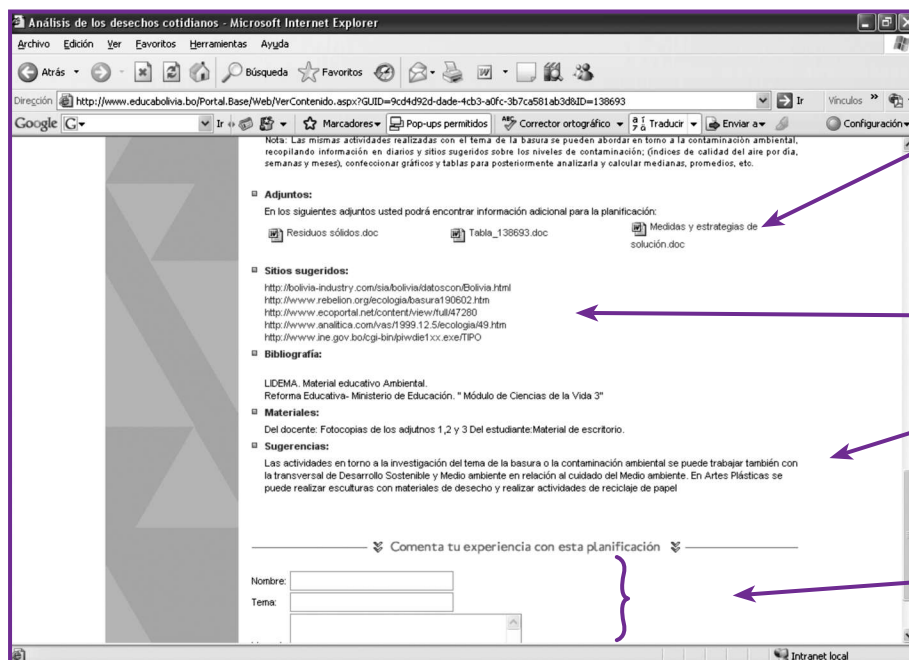 Análisis de los desechos cotidianos - Microsoft Internet Explorer
Archivo Edición Ver Favoritos Herramientas Ayuda
Atrás Búsqueda Favoritos
Dirección http://www.educabolivia.bo/Portal.Base/Web/VerContenido.aspx?GUID=9cd4d92d-dade-4cb3-a0fc-3b7ca581ab3d&ID=138693 Ir Vínculos »
Google G Ir Marcadores Pop-ups permitidos Corrector ortográfico Traducir Enviar a Configuración
Nota: Las mismas actividades realizadas con el tema de la basura se pueden abordar en torno a la contaminación ambiental,
recopilando información en diarios y sitios sugeridos sobre los niveles de contaminación; (índices de calidad del aire por día,
semanas y meses), confeccionar gráficos y tablas para posteriormente analizarla y calcular medianas, promedios, etc.
Adjuntos:
En los siguientes adjuntos usted podrá encontrar información adicional para la planificación:
Residuos sólidos.doc Tabla_138693.doc Medidas y estrategias de
solución.doc
Sitios sugeridos:
http://bolivia-industry.com/sia/bolivia/datoscon/Bolivia.html
http://www.rebelion.org/ecologia/basura190602.htm
http://www.ecoportal.net/content/view/full/47280
http://www.analitica.com/vas/1999.12.5/ecologia/49.htm
http://www.ine.gov.bo/cgi-bin/piwdie1xx.exe/TIPO
Bibliografía:
LIDEMA. Material educativo Ambiental.
Reforma Educativa- Ministerio de Educación. " Módulo de Ciencias de la Vida 3"
Materiales:
Del docente: Fotocopias de los adjutnos 1,2 y 3 Del estudiante:Material de escritorio.
Sugerencias:
Las actividades en torno a la investigación del tema de la basura o la contaminación ambiental se puede trabajar también con
la transversal de Desarrollo Sostenible y Medio ambiente en relación al cuidado del Medio ambiente. En Artes Plásticas se
puede realizar esculturas con materiales de desecho y realizar actividades de reciclaje de papel
Comenta tu experiencia con esta planificación
Nombre:
Tema:
Intranet local